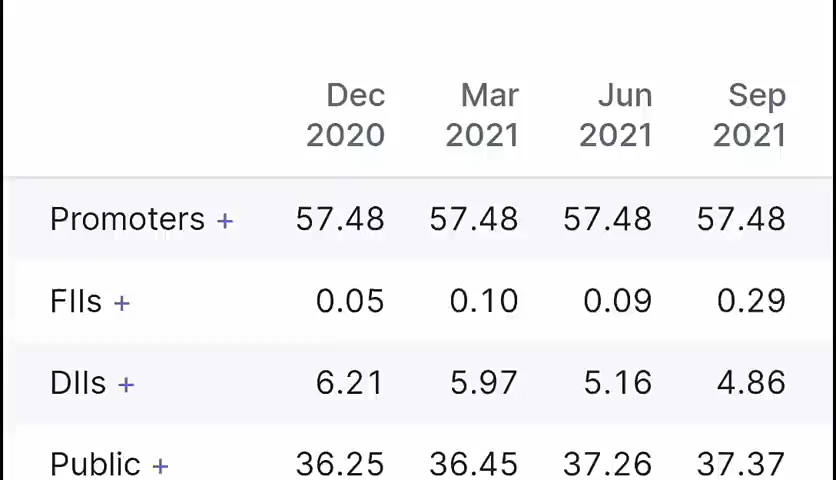 Dec Mar Jun Sep
2020 2021 2021 2021
Promoters + 57.48 57.48 57.48 57.48
FIIs + 0.05 0.10 0.09 0.29
DIIs + 6.21 5.97 5.16 4.86
Public + 36.25 36.45 37.26 37.37